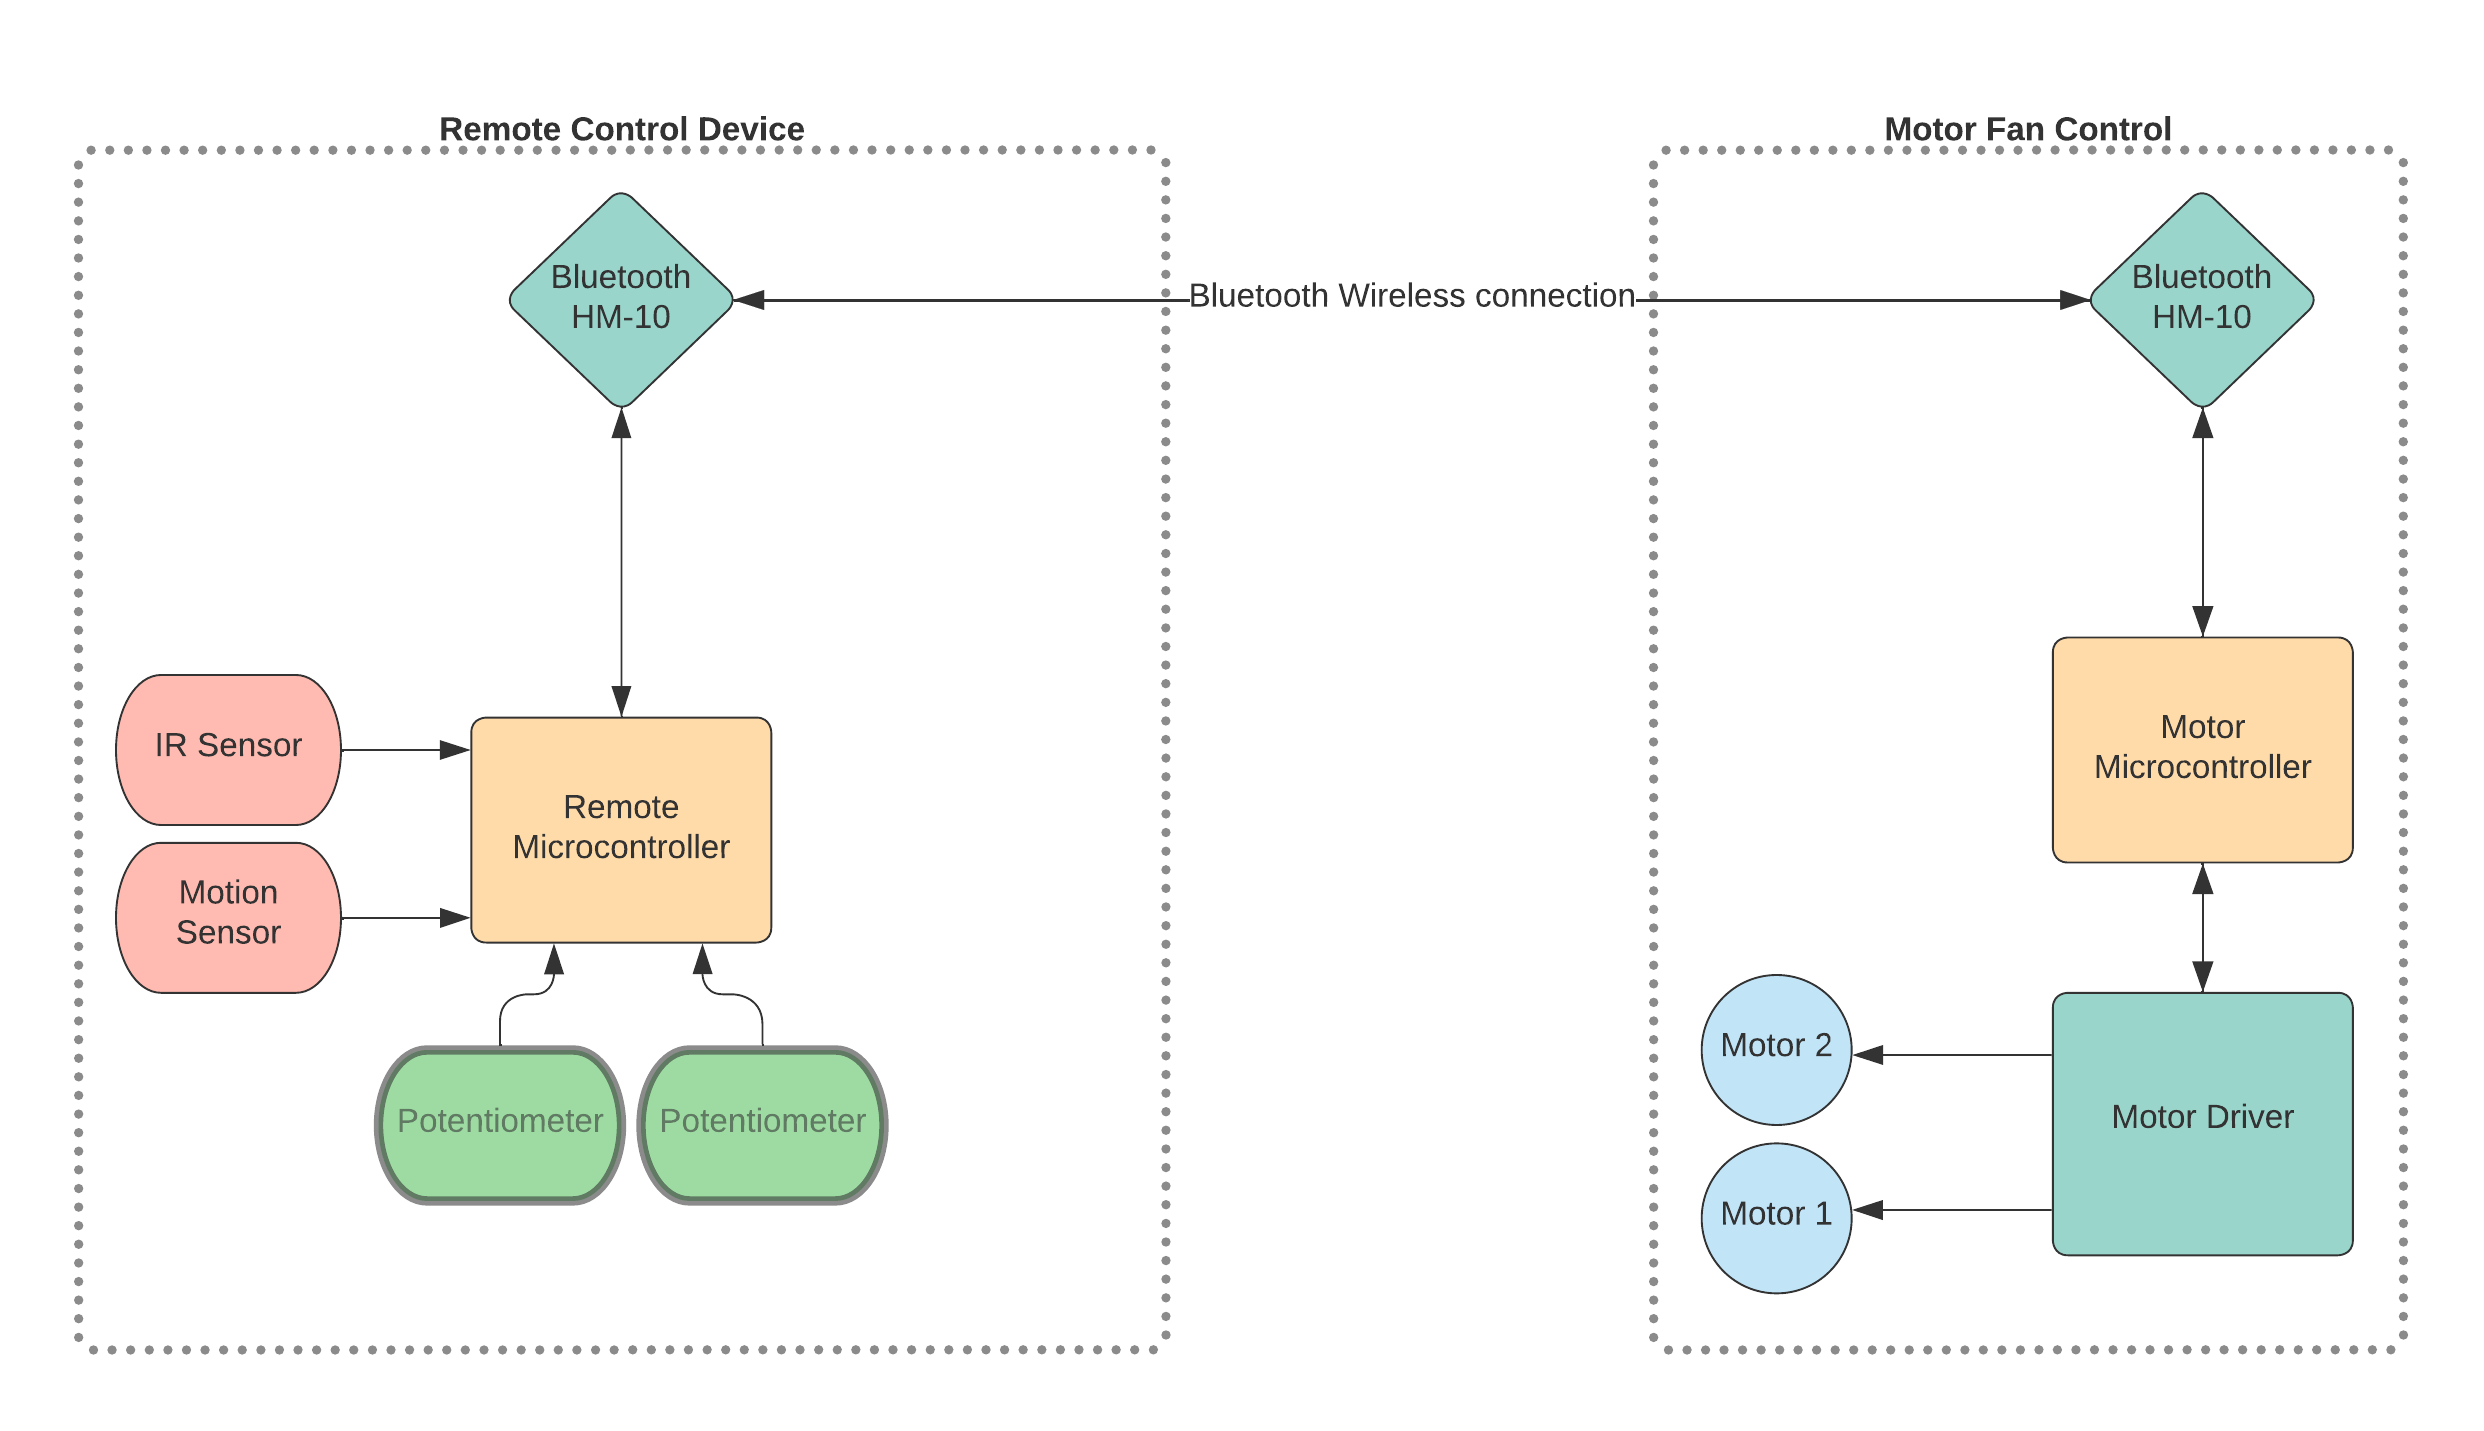 Remote Control Device
Motor Fan Control
Bluetooth
HM-10
Bluetooth Wireless connection
Bluetooth
HM-10
IR Sensor
Motion
Sensor
Remote
Microcontroller
Potentiometer
Potentiometer
Motor
Microcontroller
Motor 2
Motor Driver
Motor 1